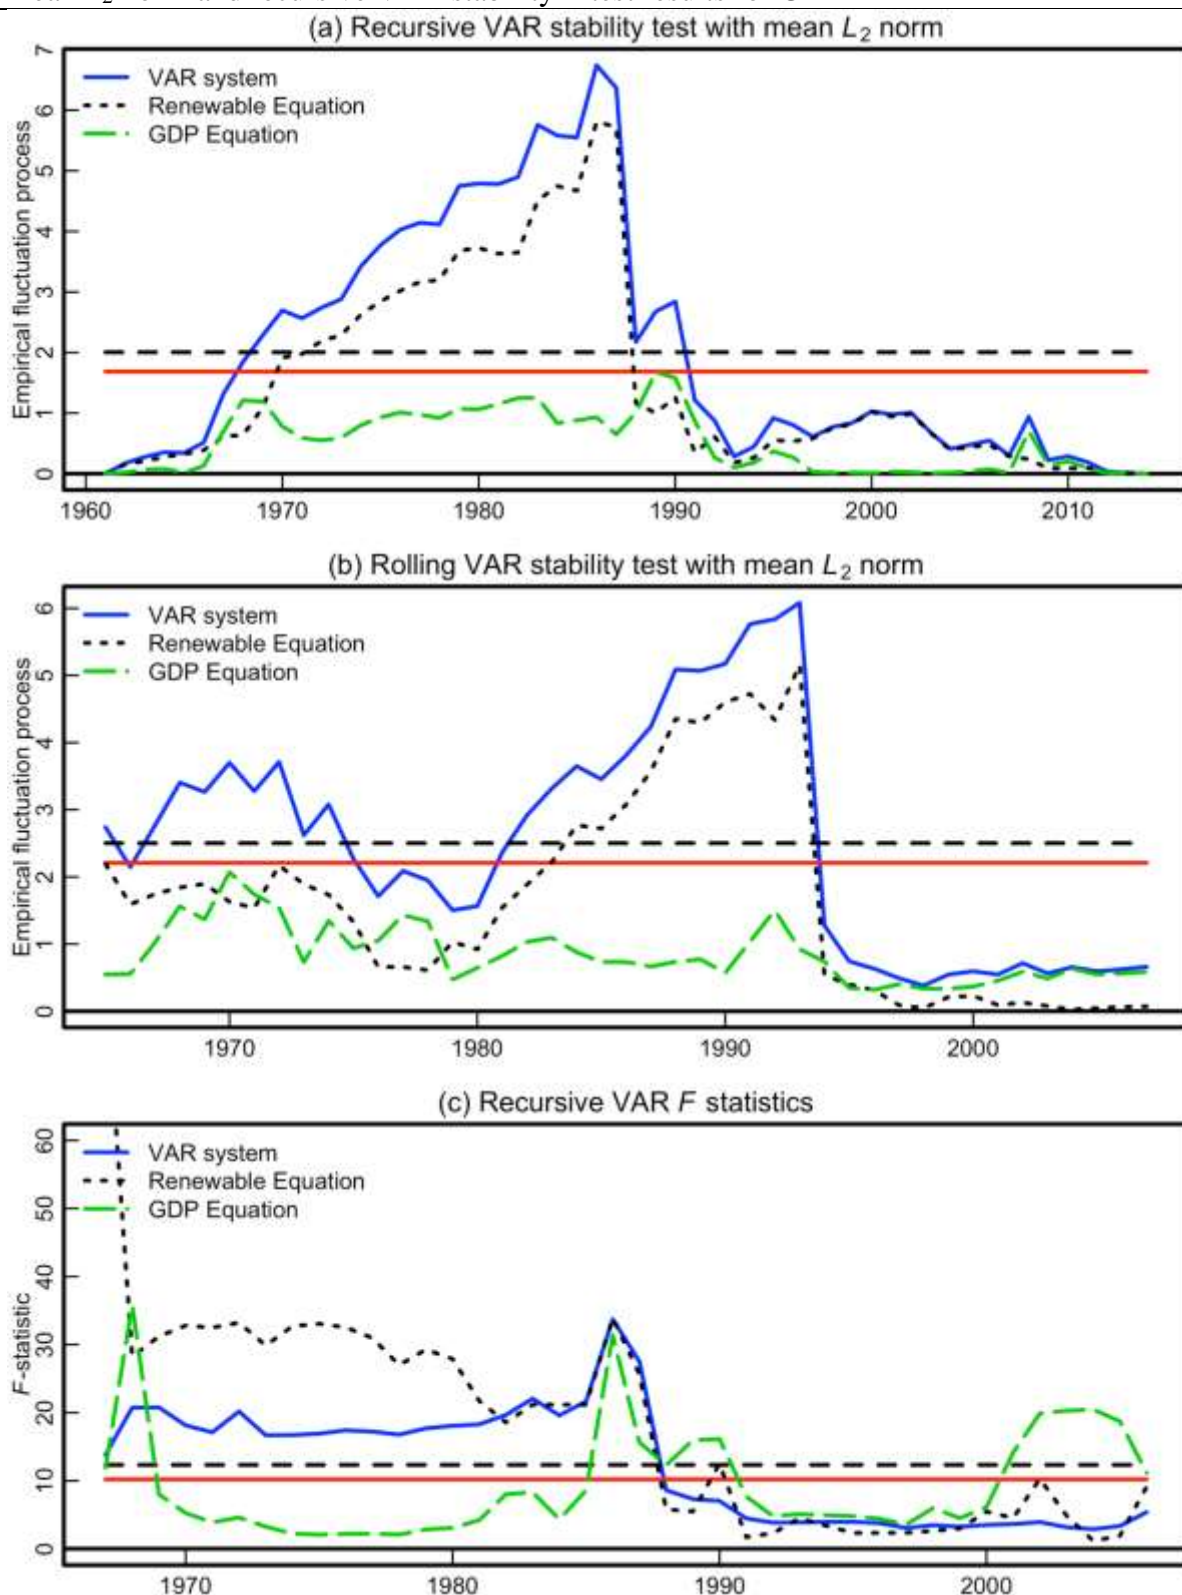 (a) Recursive VAR stability test with mean L2 norm
VAR system
Renewable Equation
GDP Equation
Empirical fluctuation process
7
6
5
4
3
2
1
0
1960 1970 1980 1990 2000 2010
(b) Rolling VAR stability test with mean L2 norm
VAR system
Renewable Equation
GDP Equation
Empirical fluctuation process
6
5
4
3
2
1
0
1970 1980 1990 2000
(c) Recursive VAR F statistics
VAR system
Renewable Equation
GDP Equation
F-statistic
60
50
40
30
20
10
0
1970 1980 1990 2000